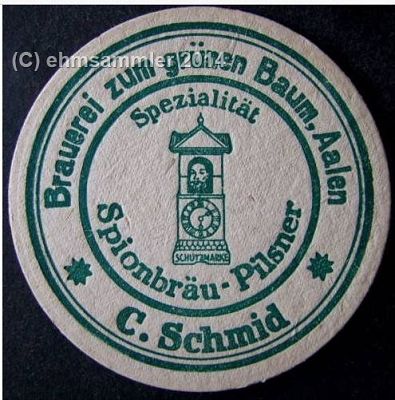 (C) ehmsammler 2014
Brauerei zum grünen Baum, Aalen
Spezialität
SCHUTZMARKE
Spionbräu-Pilsner
C. Schmid